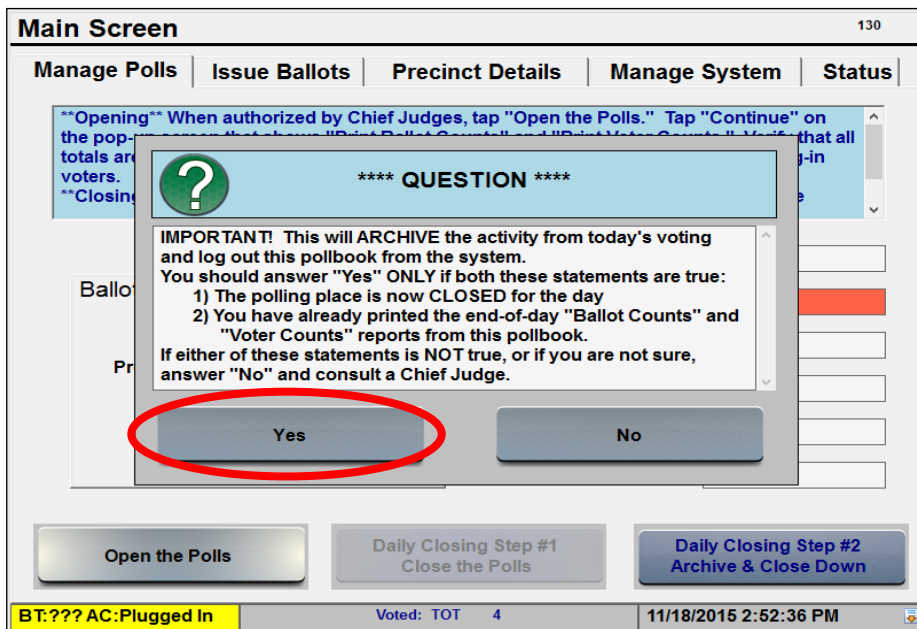 Main Screen
130
Manage Polls
Issue Ballots
Precinct Details
Manage System
Status
**Opening** When authorized by Chief Judges, tap "Open the Polls." Tap "Continue" on
the pop-up screen that shows "Print Ballot Counts" and "Print Voter Counts." Verify that all
totals are
g-in
voters.
**Closing
e
**** QUESTION ****
IMPORTANT! This will ARCHIVE the activity from today's voting
and log out this pollbook from the system.
You should answer "Yes" ONLY if both these statements are true:
1) The polling place is now CLOSED for the day
2) You have already printed the end-of-day "Ballot Counts" and
"Voter Counts" reports from this pollbook.
If either of these statements is NOT true, or if you are not sure,
answer "No" and consult a Chief Judge.
Ballot
Pr
Yes
No
Open the Polls
Daily Closing Step #1
Close the Polls
Daily Closing Step #2
Archive & Close Down
BT:??? AC:Plugged In
Voted: TOT 4
11/18/2015 2:52:36 PM